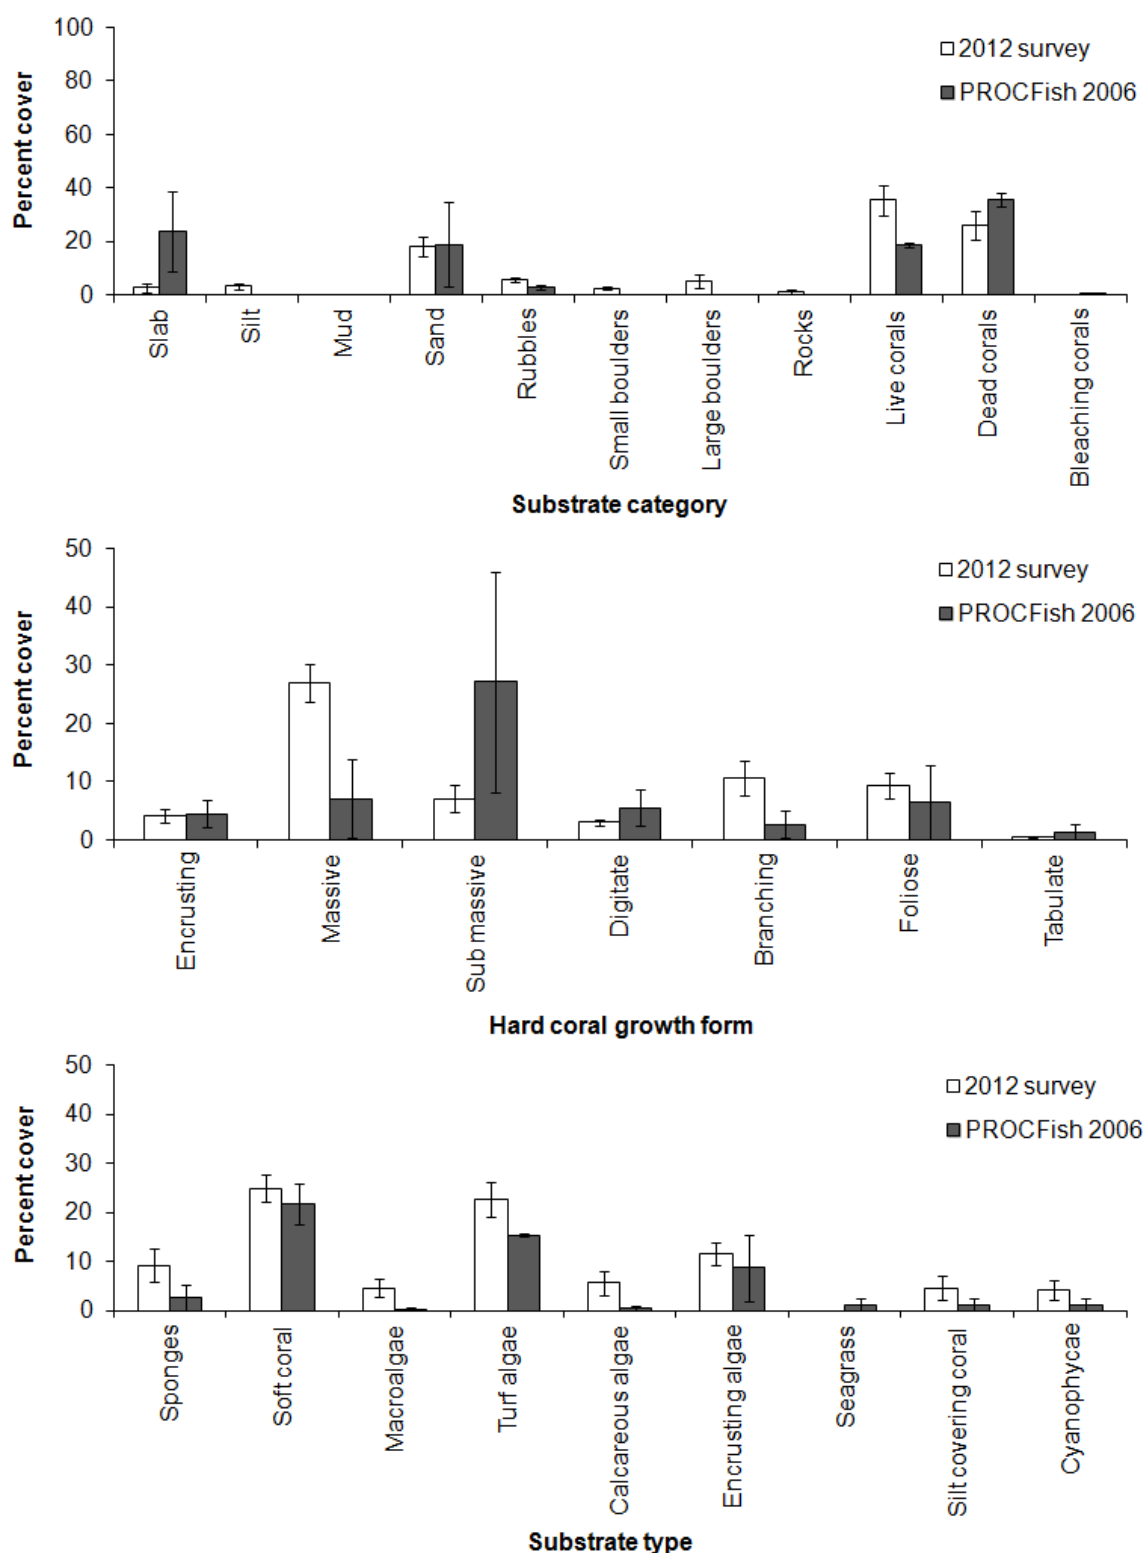 100
80
60
40
20
0
Percent cover
2012 survey
PROCFish 2006
Slab
Silt
Mud
Sand
Rubbles
Small boulders
Large boulders
Rocks
Live corals
Dead corals
Bleaching corals
Substrate category
50
40
30
20
10
0
Percent cover
2012 survey
PROCFish 2006
Encrusting
Massive
Sub massive
Digitate
Branching
Foliose
Tabulate
Hard coral growth form
50
40
30
20
10
0
Percent cover
2012 survey
PROCFish 2006
Sponges
Soft coral
Macroalgae
Turf algae
Calcareous algae
Encrusting algae
Seagrass
Silt covering coral
Cyanophycae
Substrate type